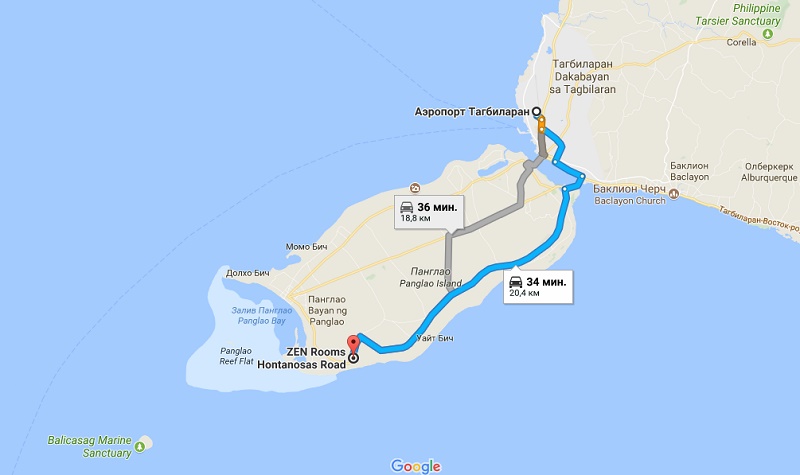 Philippine
Tarsier Sanctuary
Corella
Тагбиларан
Dakabayan
sa Tagbilaran
Аэропорт Тагбиларан
Баклион
Baclayon
Олберкерк
Alburquerque
Баклион Черч
Baclayon Church
Тагбиларан-Восток-ро
36 мин.
18,8 км
Момо Бич
Долхо Бич
Панглао
Panglao Island
34 мин.
20,4 км
Залив Панглао
Panglao Bay
Панглао
Bayan ng
Panglao
Уайт Бич
Panglao
Reef Flat
ZEN Rooms
Hontanosas Road
Balicasag Marine
Sanctuary
Google